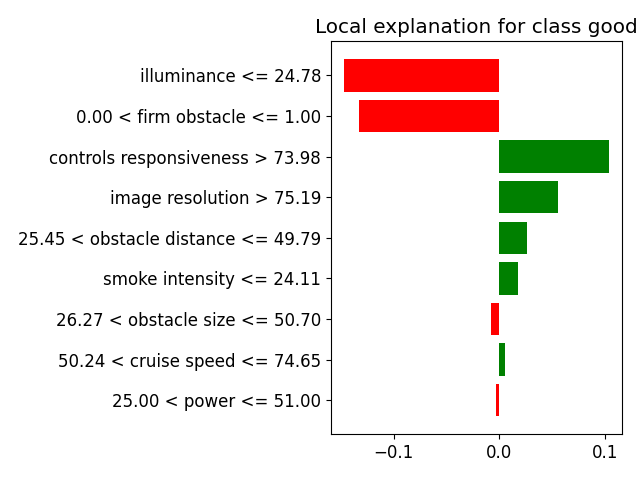 Local explanation for class good
illuminance <= 24.78
0.00 < firm obstacle <= 1.00
controls responsiveness > 73.98
image resolution > 75.19
25.45 < obstacle distance <= 49.79
smoke intensity <= 24.11
26.27 < obstacle size <= 50.70
50.24 < cruise speed <= 74.65
25.00 < power <= 51.00
−0.1 0.0 0.1